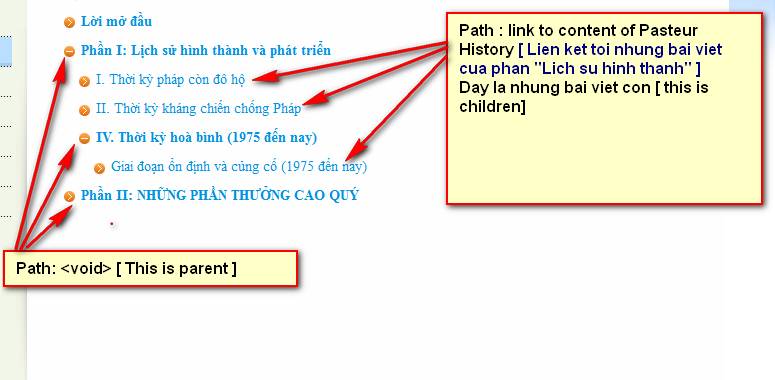 Lời mở đầu
Phần I: Lịch sử hình thành và phát triển
I. Thời kỳ pháp còn đô hộ
II. Thời kỳ kháng chiến chống Pháp
IV. Thời kỳ hoà bình (1975 đến nay)
Giai đoạn ổn định và củng cố (1975 đến nay)
Phần II: NHỮNG PHẦN THƯỞNG CAO QUÝ
Path : link to content of Pasteur
History [ Lien ket toi nhung bai viet
cua phan "Lich su hinh thanh" ]
Day la nhung bai viet con [ this is
children]
Path: <void> [ This is parent ]